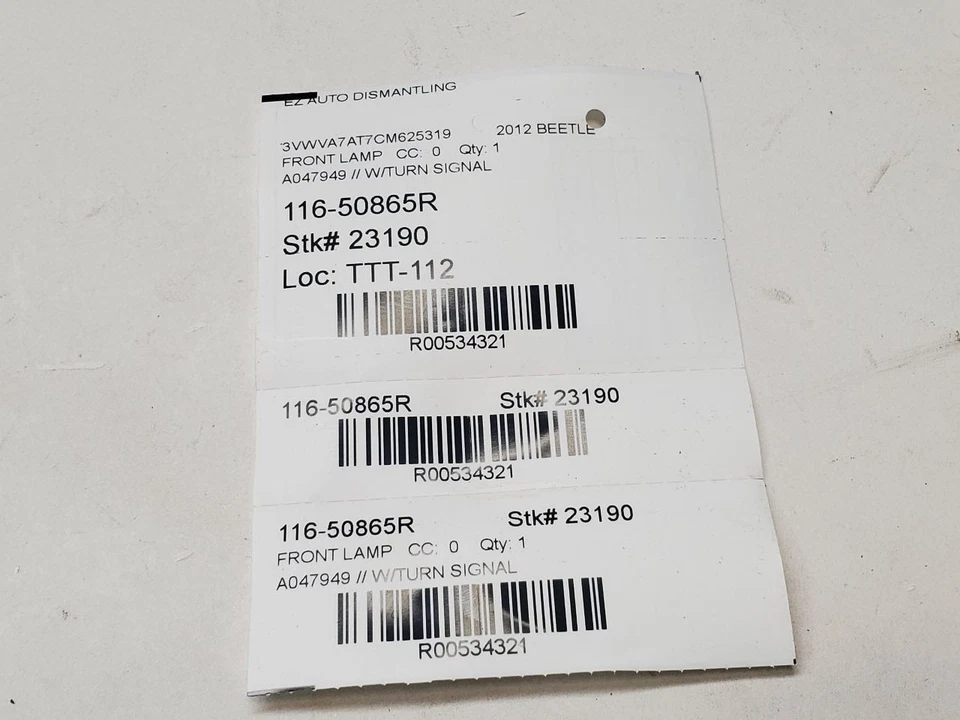 EZ AUTO DISMANTLING
3VWVA7AT7CM625319 2012 BEETLE
FRONT LAMP CC: 0 Qty: 1
A047949 // W/TURN SIGNAL
116-50865R
Stk# 23190
Loc: TTT-112
R00534321
116-50865R Stk# 23190
R00534321
116-50865R Stk# 23190
FRONT LAMP CC: 0 Qty: 1
A047949 // W/TURN SIGNAL
R00534321